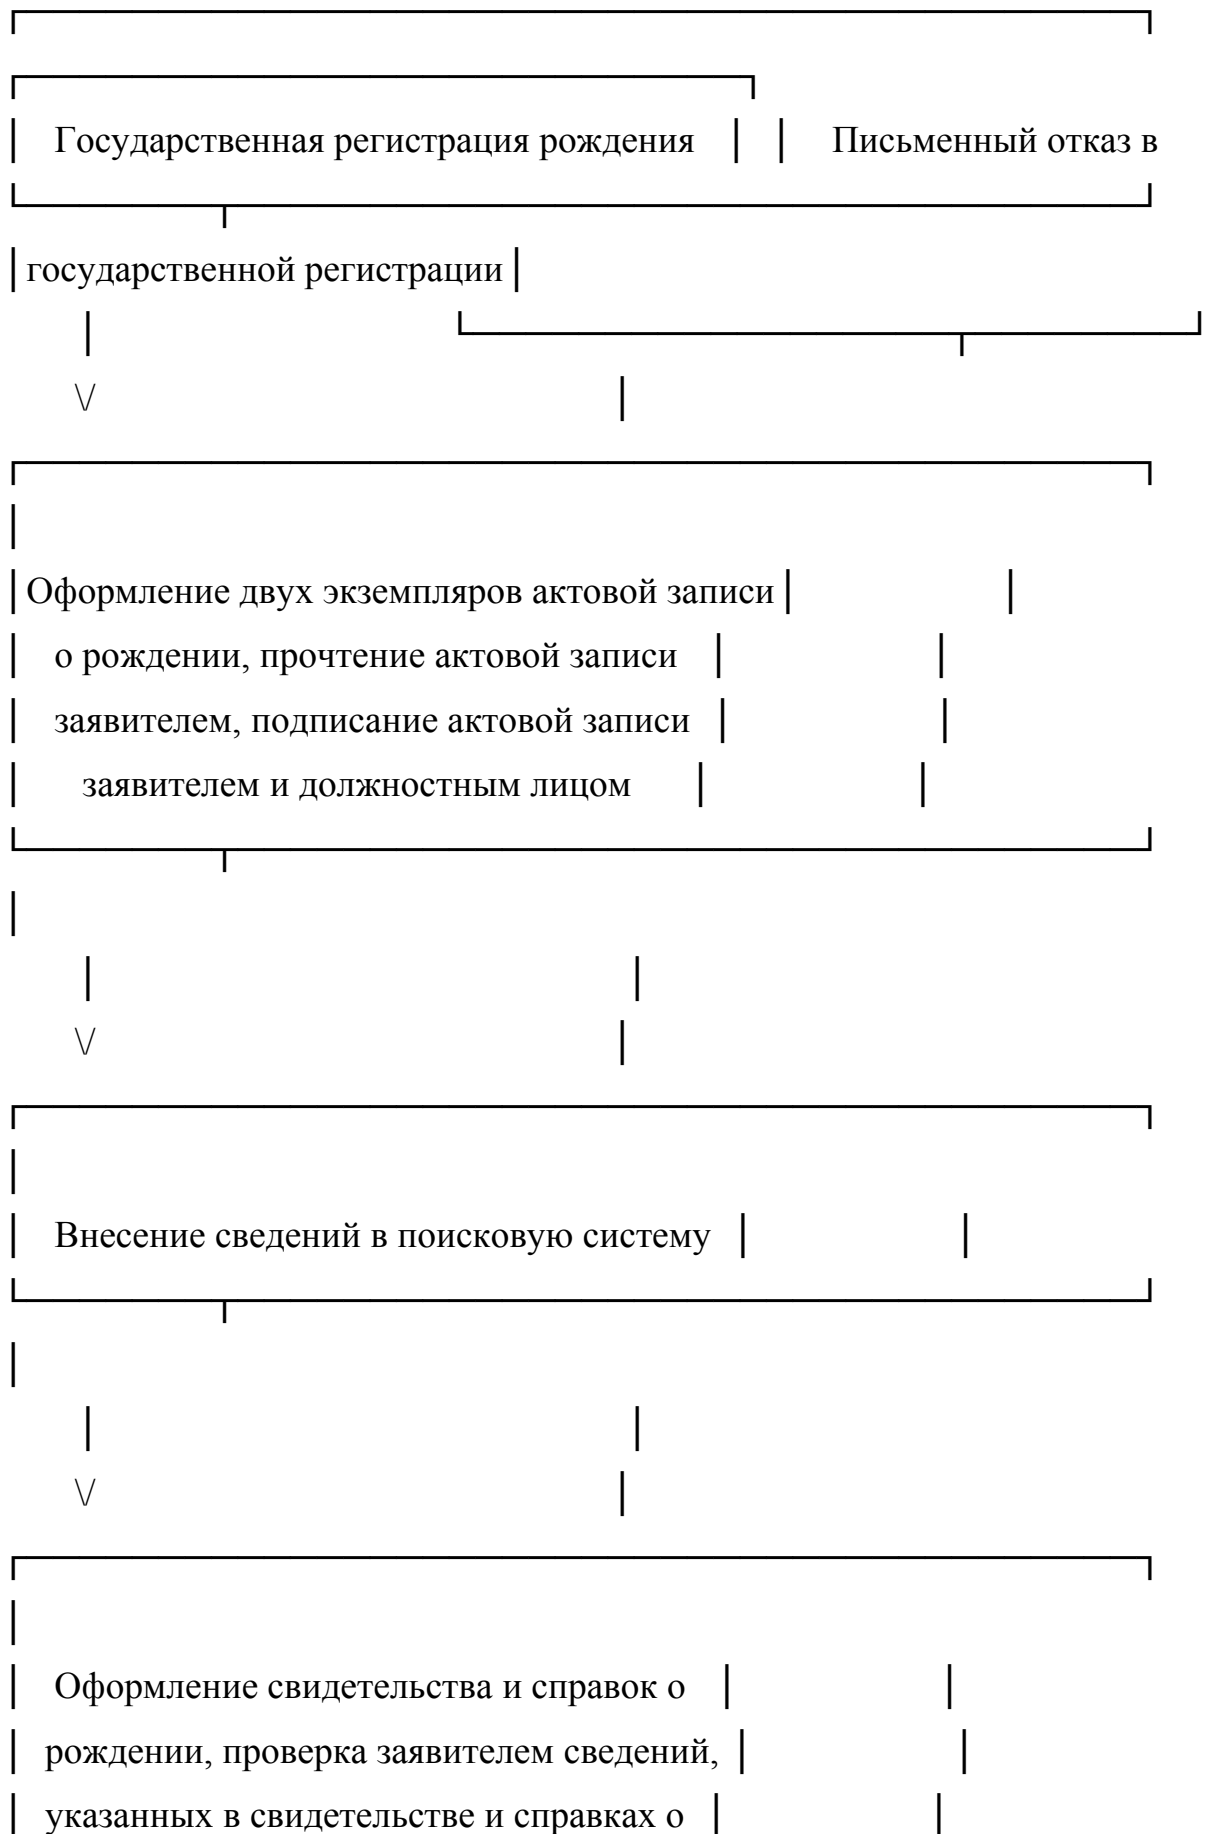 Государственная регистрация рождения │ │ Письменный отказ в
│государственной регистрации│
\/
│Оформление двух экземпляров актовой записи│ │
│ о рождении, прочтение актовой записи │ │
│ заявителем, подписание актовой записи │ │
│ заявителем и должностным лицом │ │
\/
│ Внесение сведений в поисковую систему │ │
\/
│ Оформление свидетельства и справок о │ │
│ рождении, проверка заявителем сведений, │ │
│ указанных в свидетельстве и справках о │ │